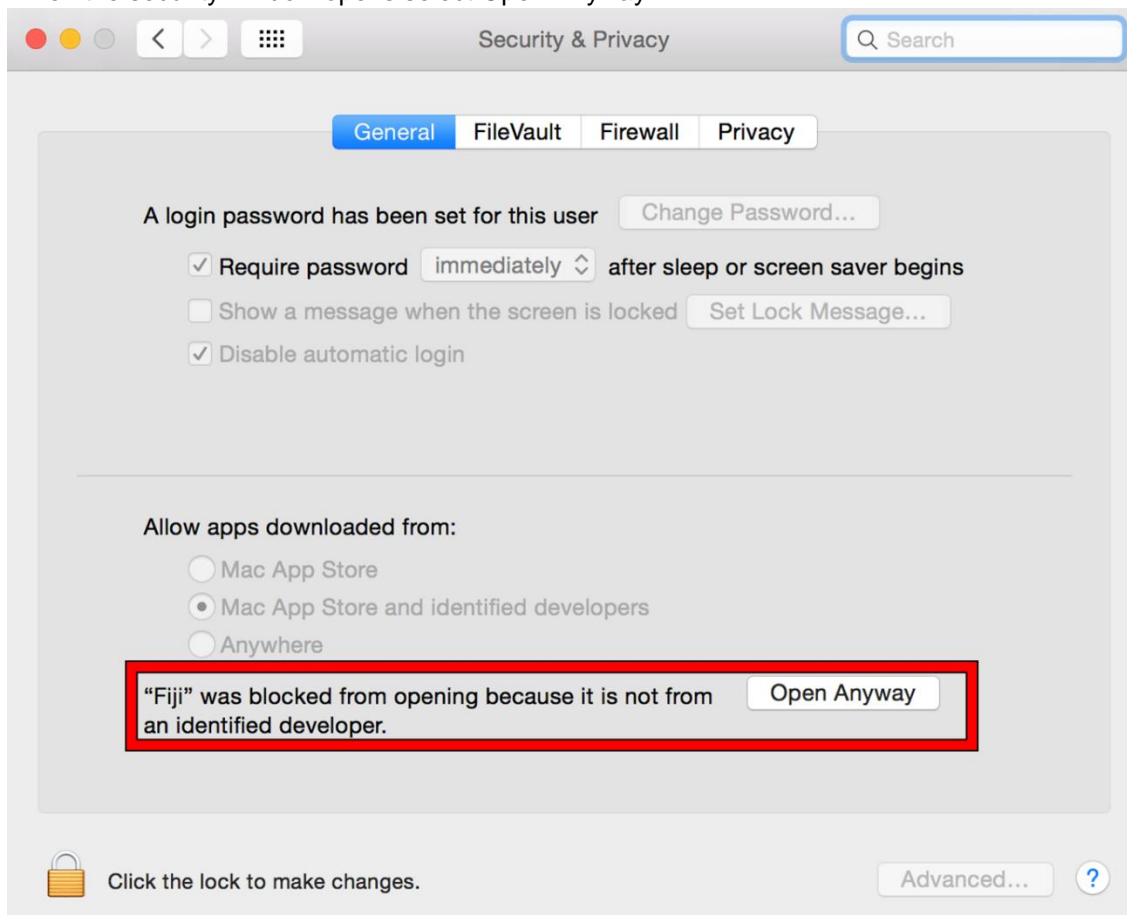 Security & Privacy
Search
General FileVault Firewall Privacy
A login password has been set for this user Change Password...
Require password immediately after sleep or screen saver begins
Show a message when the screen is locked Set Lock Message...
Disable automatic login
Allow apps downloaded from:
Mac App Store
Mac App Store and identified developers
Anywhere
“Fiji” was blocked from opening because it is not from
an identified developer.
Open Anyway
Click the lock to make changes.
Advanced... ?